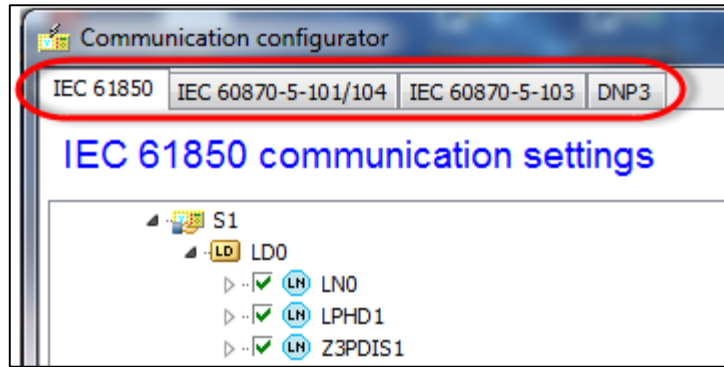 Communication configurator
IEC 61850 IEC 60870-5-101/104 IEC 60870-5-103 DNP3
IEC 61850 communication settings
S1
LD LD0
LN LN0
LN LPHD1
LN Z3PDIS1